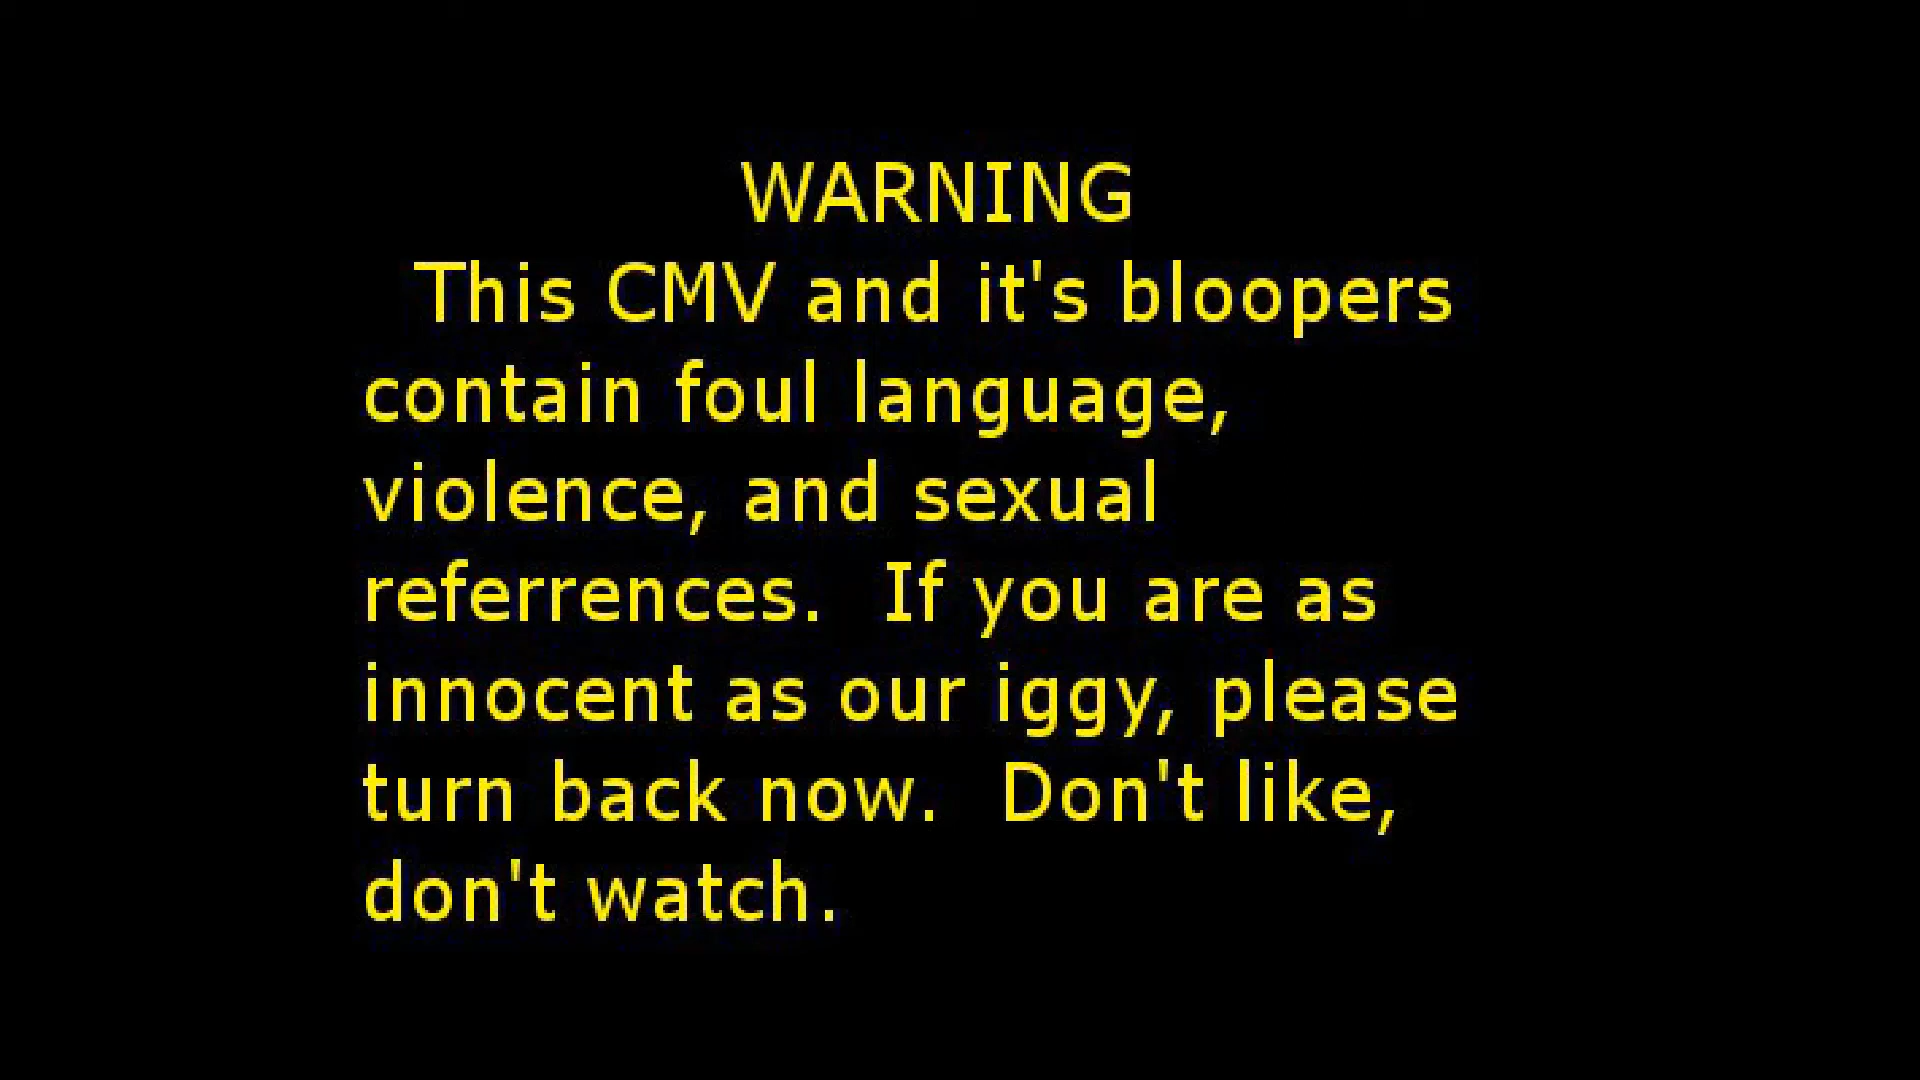 WARNING
This CMV and it's bloopers
contain foul language,
violence, and sexual
referrences.  If you are as
innocent as our iggy, please
turn back now.  Don't like,
don't watch.